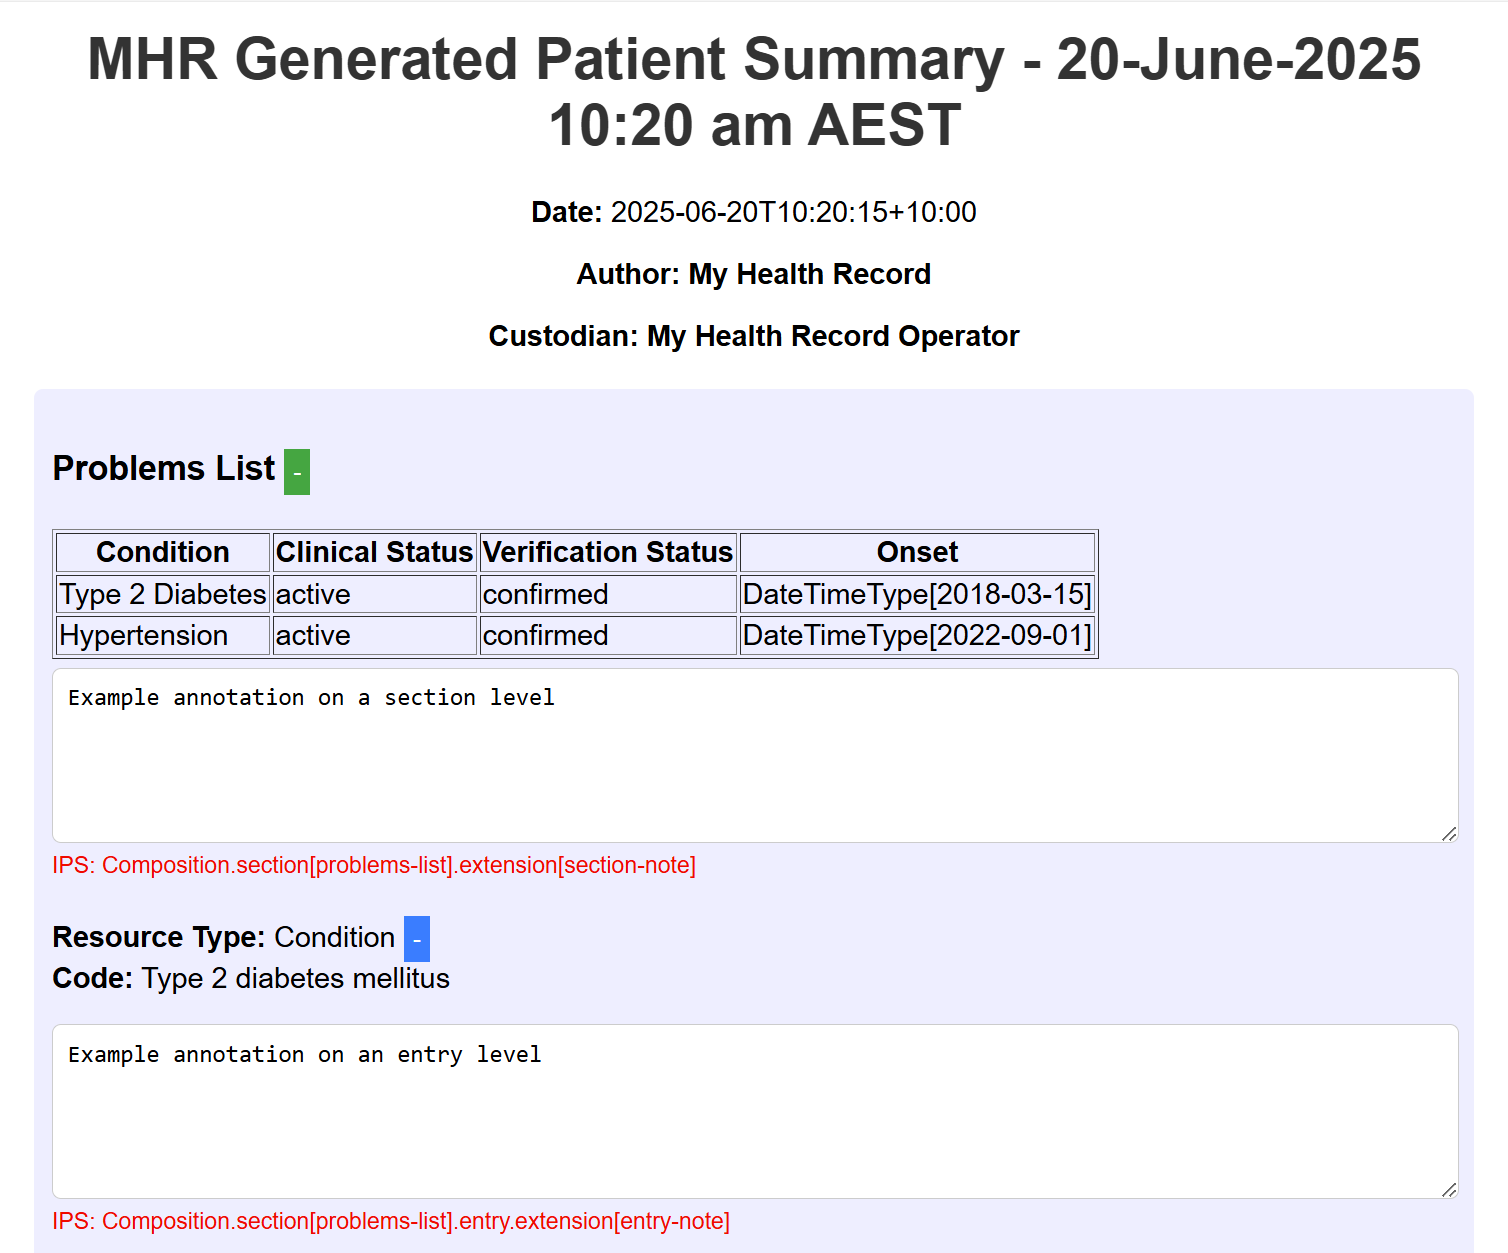 MHR Generated Patient Summary - 20-June-2025
10:20 am AEST
Date: 2025-06-20T10:20:15+10:00
Author: My Health Record
Custodian: My Health Record Operator
Problems List -
Condition Clinical Status Verification Status Onset
Type 2 Diabetes active confirmed DateTimeType[2018-03-15]
Hypertension active confirmed DateTimeType[2022-09-01]
Example annotation on a section level
IPS: Composition.section[problems-list].extension[section-note]
Resource Type: Condition -
Code: Type 2 diabetes mellitus
Example annotation on an entry level
IPS: Composition.section[problems-list].entry.extension[entry-note]